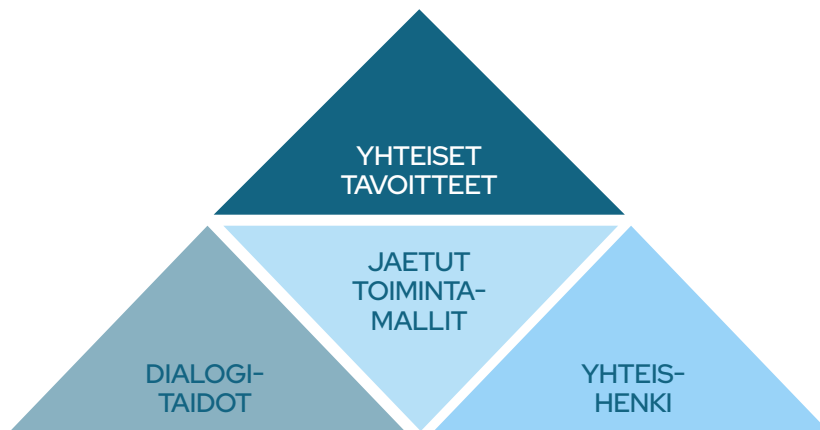 YHTEISET
TAVOITTEET
JAETUT
TOIMINTA-
MALLIT
DIALOGI-
TAIDOT
YHTEIS-
HENKI